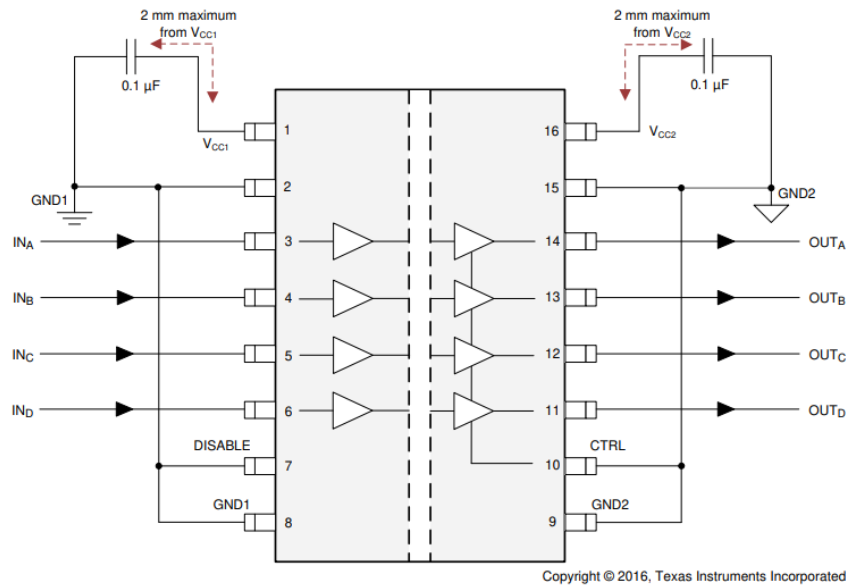 2 mm maximum
from VCC1
2 mm maximum
from VCC2
0.1 µF
0.1 µF
VCC1
1
16
VCC2
GND1
2
15
GND2
INA
3
14
OUTA
INB
4
13
OUTB
INC
5
12
OUTC
IND
6
11
OUTD
DISABLE
7
10
CTRL
GND1
8
9
GND2
Copyright © 2016, Texas Instruments Incorporated